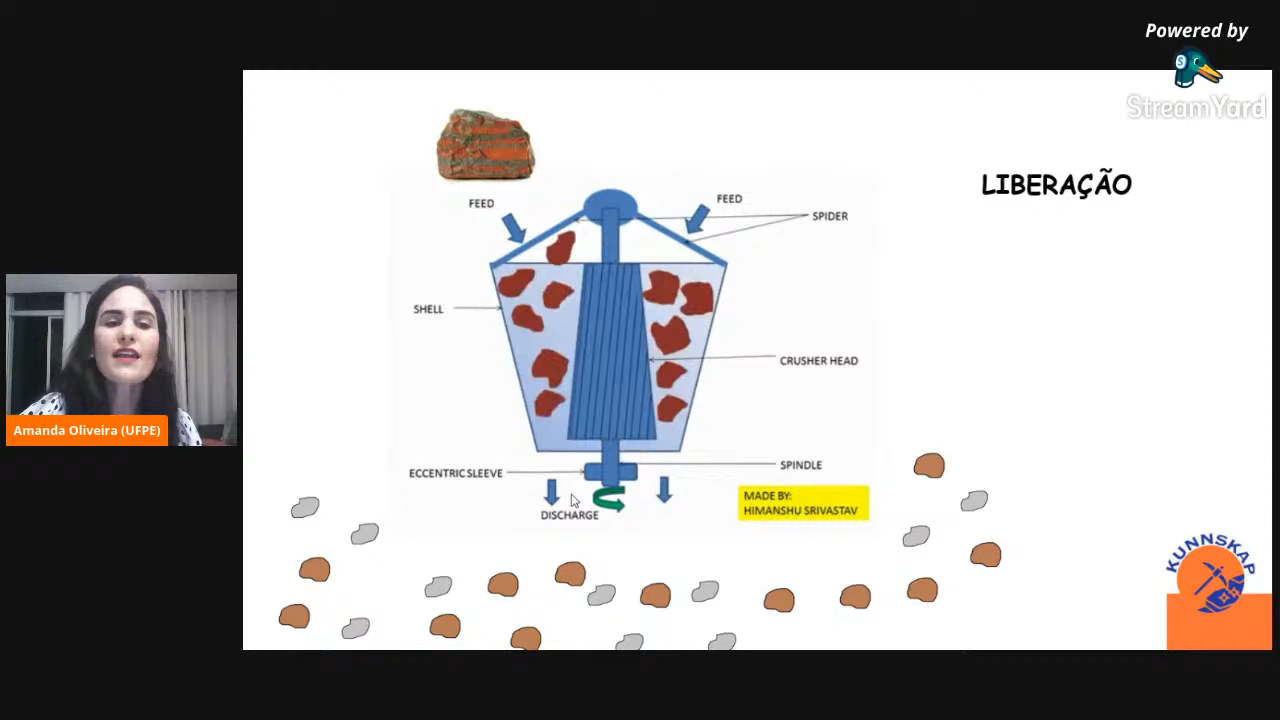 Powered by
StreamYard
LIBERAÇÃO
FEED
FEED
SPIDER
SHELL
CRUSHER HEAD
ECCENTRIC SLEEVE
SPINDLE
DISCHARGE
MADE BY:
HIMANSHU SRIVASTAV
Amanda Oliveira (UFPE)
KUNNSKAP